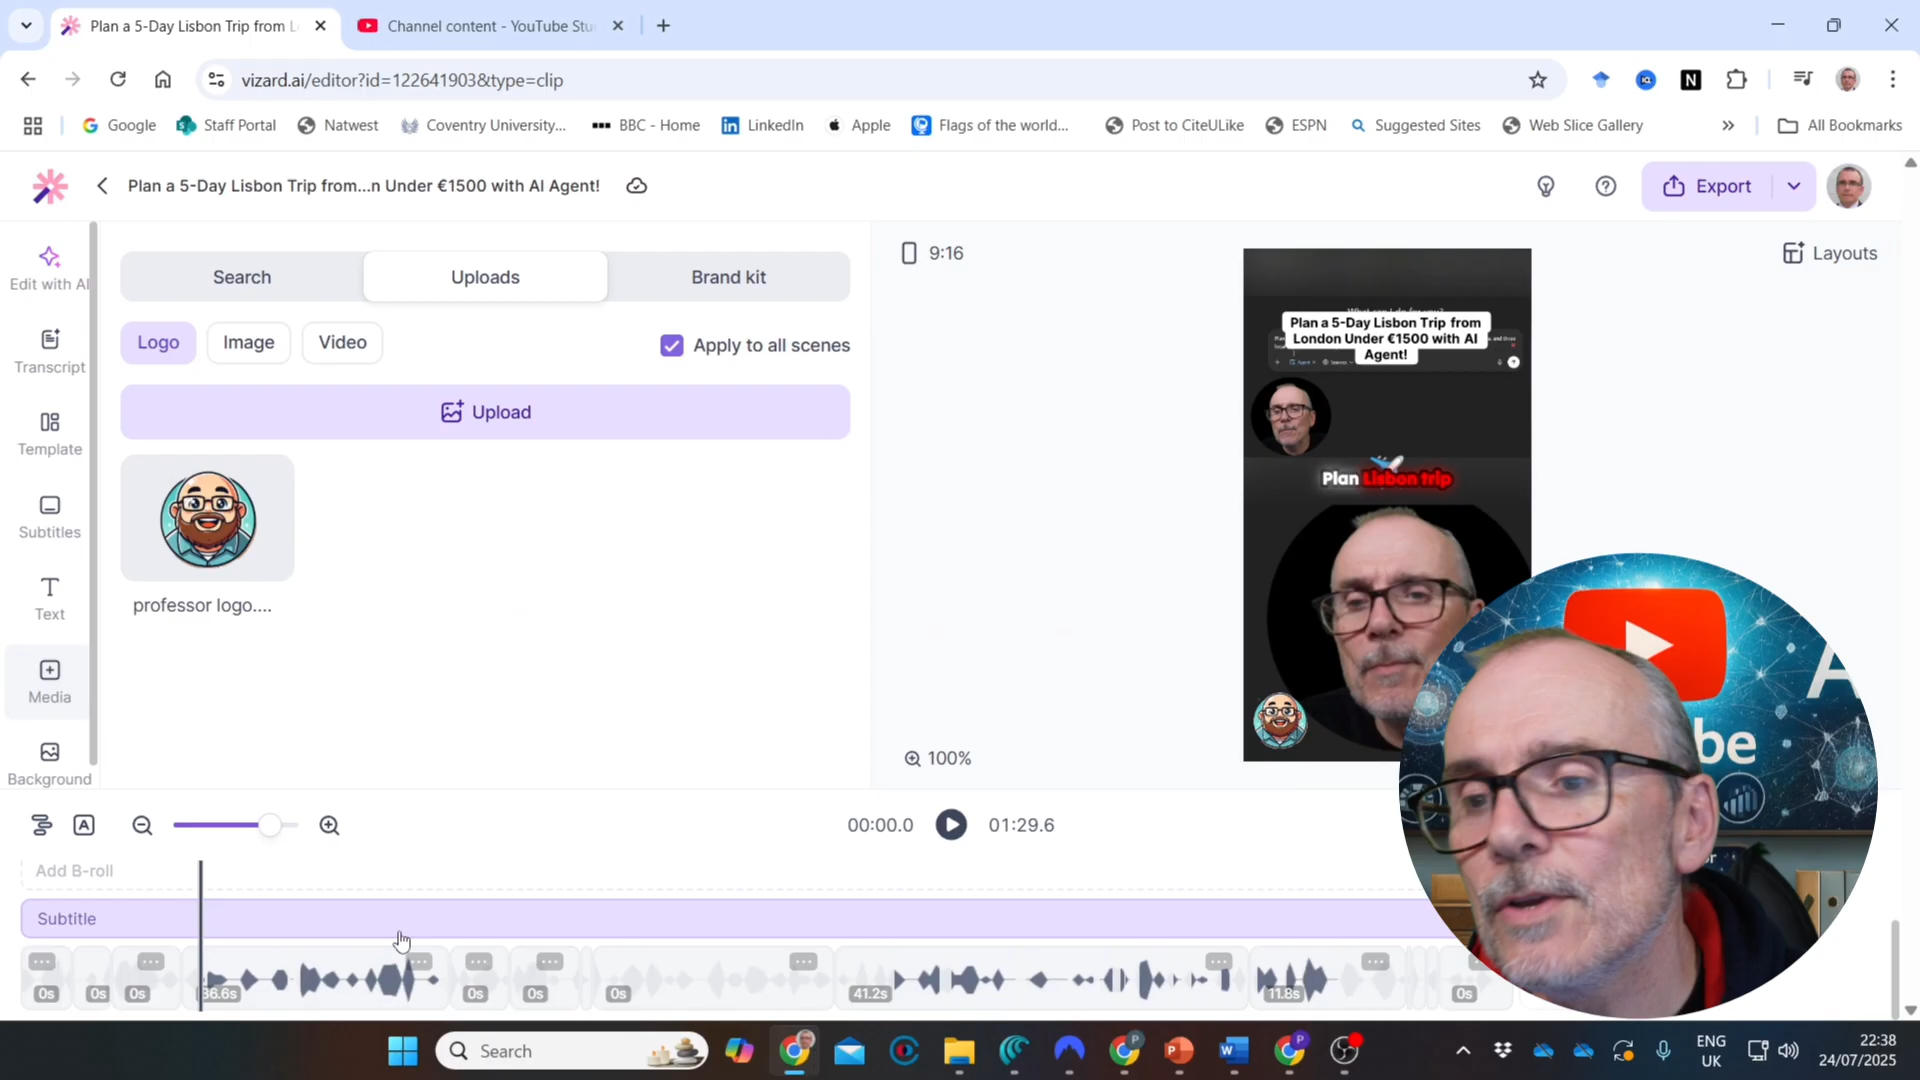 Plan a 5-Day Lisbon Trip from L
Channel content - YouTube Stu
vizard.ai/editor?id=122641903&type=clip
Google
Staff Portal
Natwest
Coventry University...
BBC - Home
LinkedIn
Apple
Flags of the world...
Post to CiteULike
ESPN
Suggested Sites
Web Slice Gallery
All Bookmarks
Plan a 5-Day Lisbon Trip from...n Under €1500 with AI Agent!
Export
Edit with AI
Transcript
Template
Subtitles
Text
Media
Background
Search
Uploads
Brand kit
Logo
Image
Video
Apply to all scenes
Upload
professor logo....
9:16
Layouts
Plan a 5-Day Lisbon Trip from
London Under €1500 with AI
Agent!
Plan Lisbon trip
100%
be
00:00.0
01:29.6
Add B-roll
Subtitle
0s
0s
0s
36.6s
0s
0s
0s
41.2s
11.8s
0s
Search
ENG
UK
22:38
24/07/2025